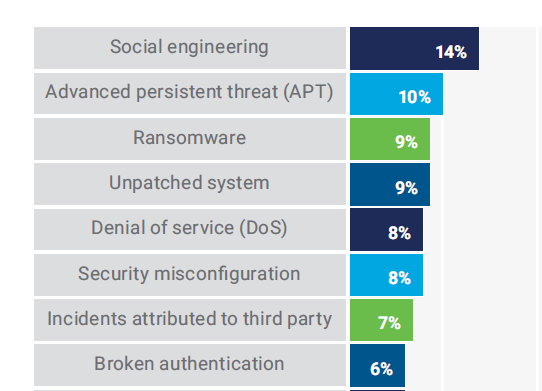 Social engineering 14%
Advanced persistent threat (APT) 10%
Ransomware 9%
Unpatched system 9%
Denial of service (DoS) 8%
Security misconfiguration 8%
Incidents attributed to third party 7%
Broken authentication 6%